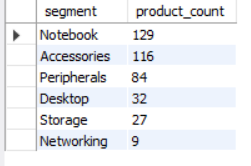 segment product_count
Notebook 129
Accessories 116
Peripherals 84
Desktop 32
Storage 27
Networking 9